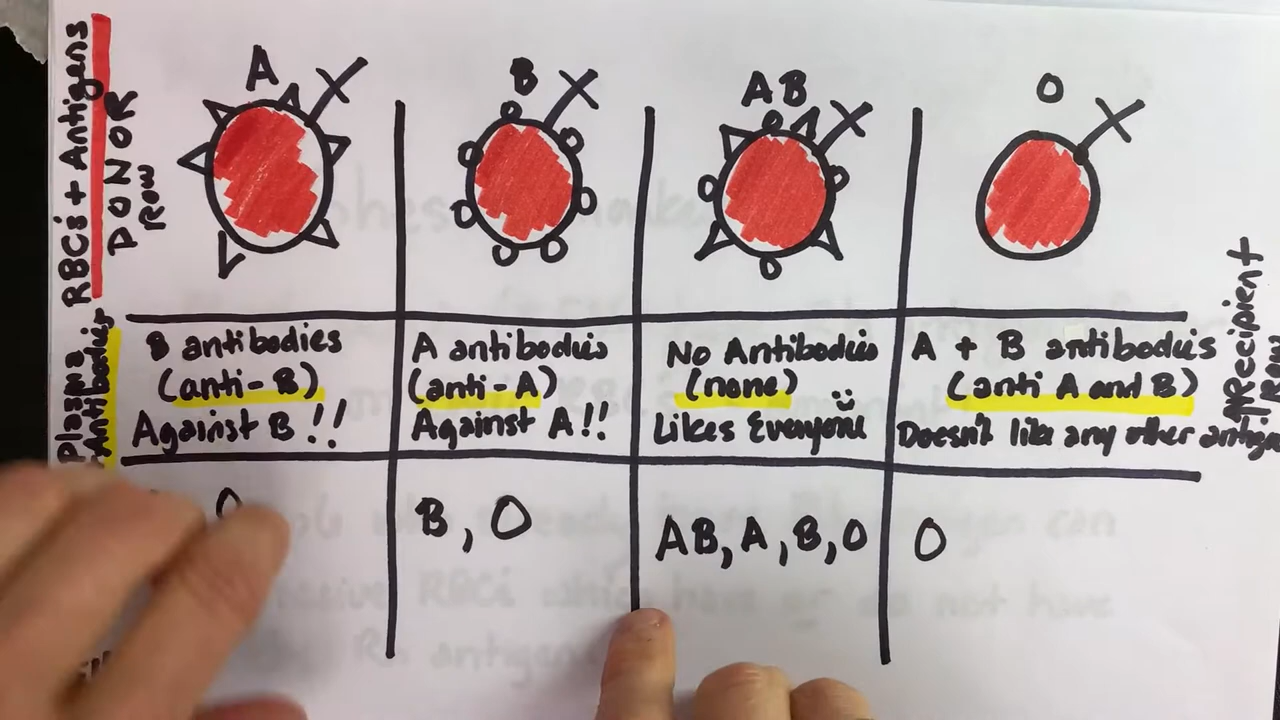 RBCs + Antigens
DONOR
ROW
A
B
AB
O
Plasma
Antibodies
B antibodies
(anti-B)
Against B!!
A antibodies
(anti-A)
Against A!!
No Antibodies
(none)
Likes Everyone
A + B antibodies
(anti A and B)
Doesn't like any other antigen
Recipient
ROW
O
B, O
AB, A, B, O
O